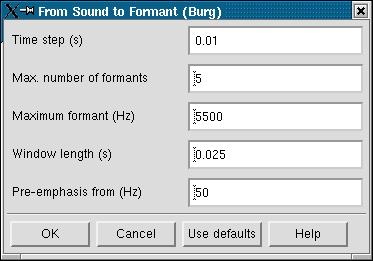 From Sound to Formant (Burg)
Time step (s) 0.01
Max. number of formants 5
Maximum formant (Hz) 5500
Window length (s) 0.025
Pre-emphasis from (Hz) 50
OK Cancel Use defaults Help